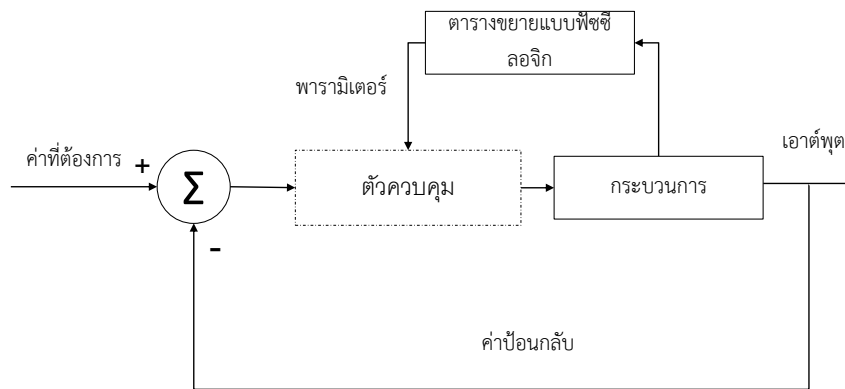 ตารางขยายแบบฟัซซี
ลอจิก
พารามิเตอร์
เอาต์พุต
ค่าที่ต้องการ
+
Σ
ตัวควบคุม
กระบวนการ
-
ค่าป้อนกลับ